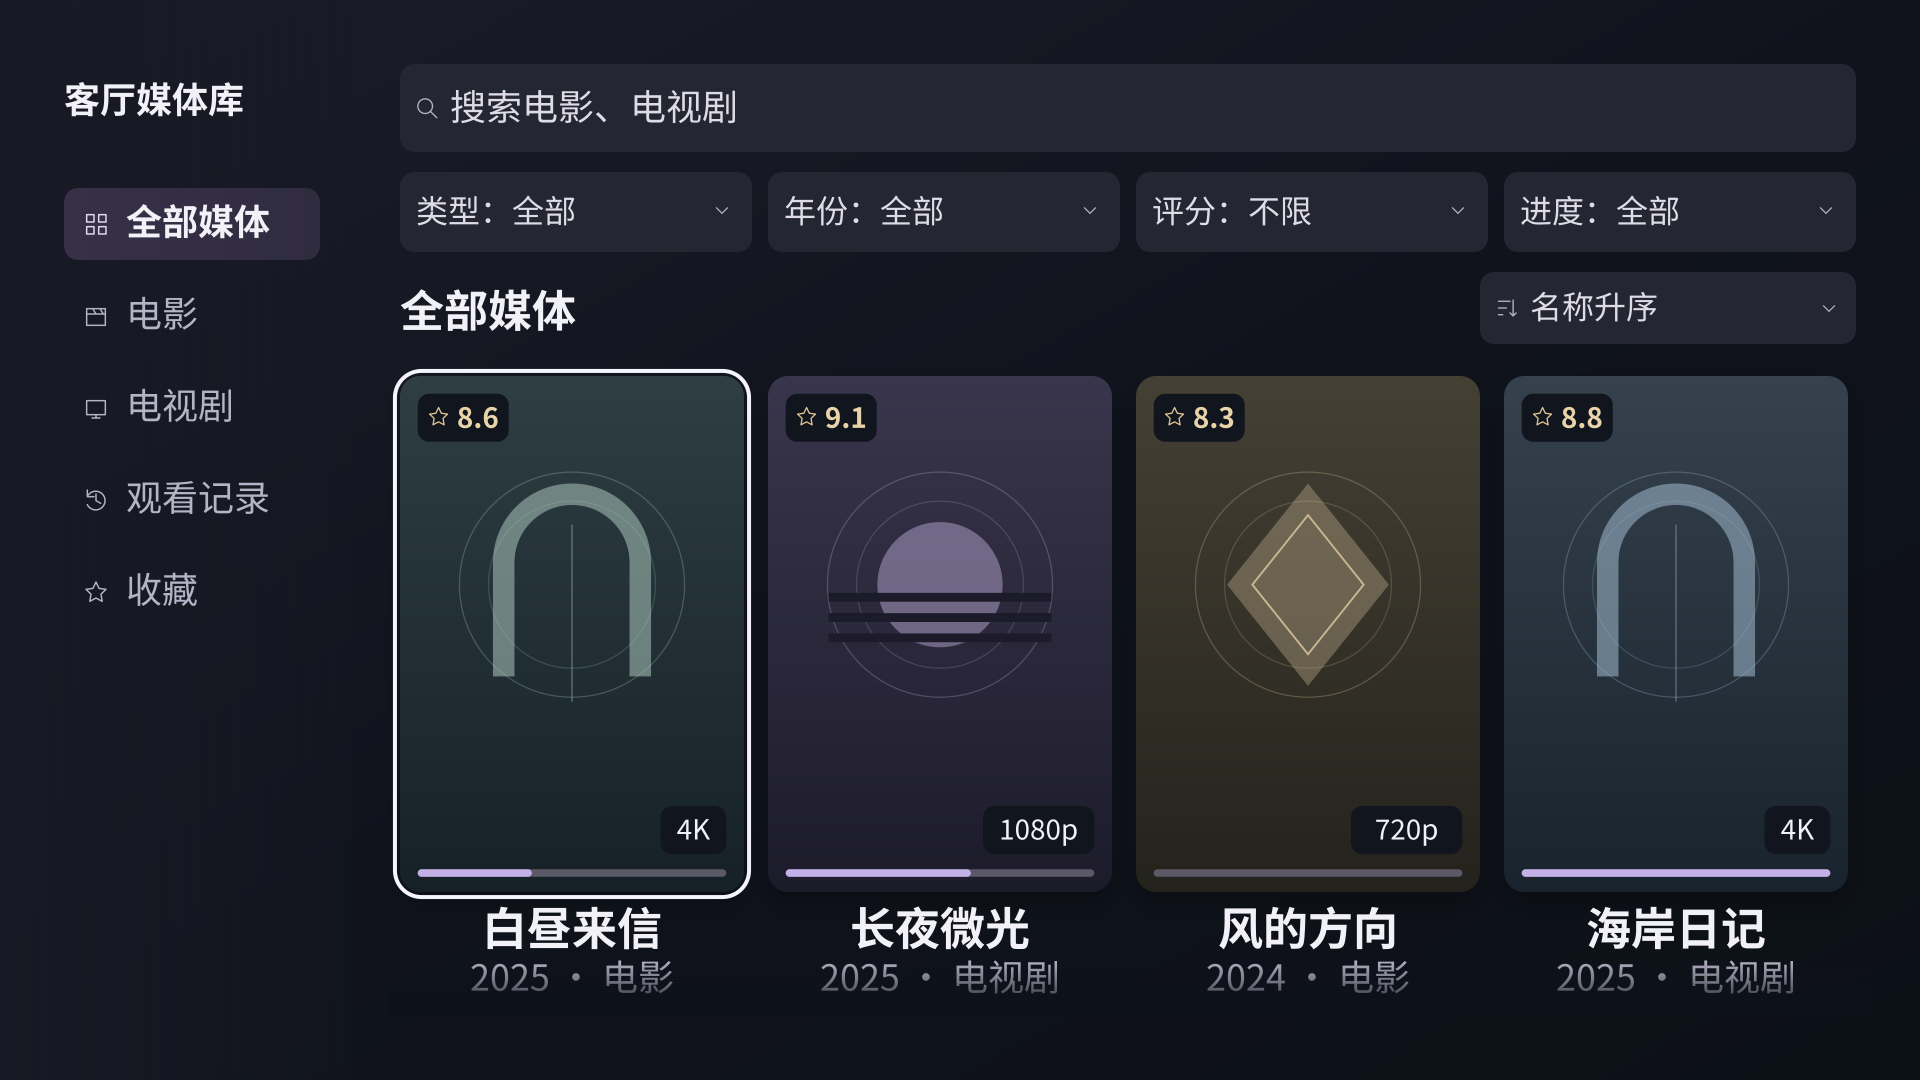 客厅媒体库
全部媒体
电影
电视剧
观看记录
收藏
搜索电影、电视剧
类型：全部
年份：全部
评分：不限
进度：全部
全部媒体
名称升序
8.6
4K
白昼来信
2025 · 电影
9.1
1080p
长夜微光
2025 · 电视剧
8.3
720p
风的方向
2024 · 电影
8.8
4K
海岸日记
2025 · 电视剧